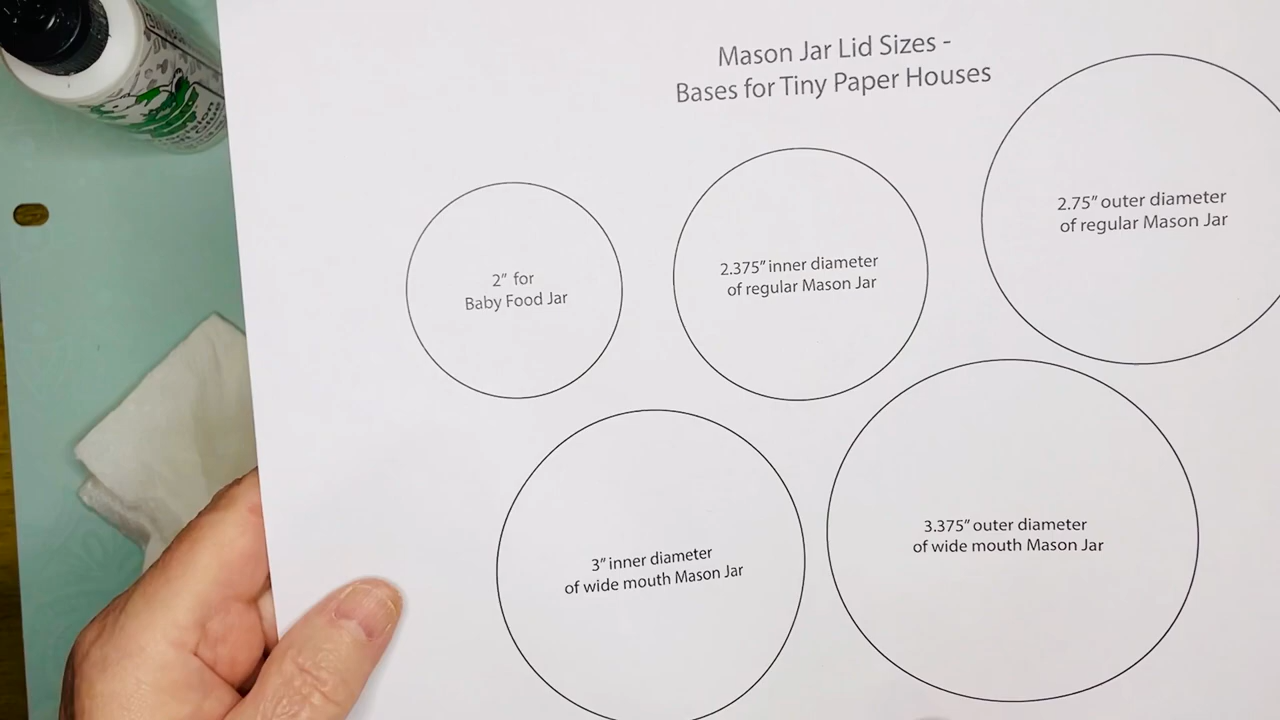 Mason Jar Lid Sizes -
Bases for Tiny Paper Houses
2" for
Baby Food Jar
2.375" inner diameter
of regular Mason Jar
2.75" outer diameter
of regular Mason Jar
3" inner diameter
of wide mouth Mason Jar
3.375" outer diameter
of wide mouth Mason Jar